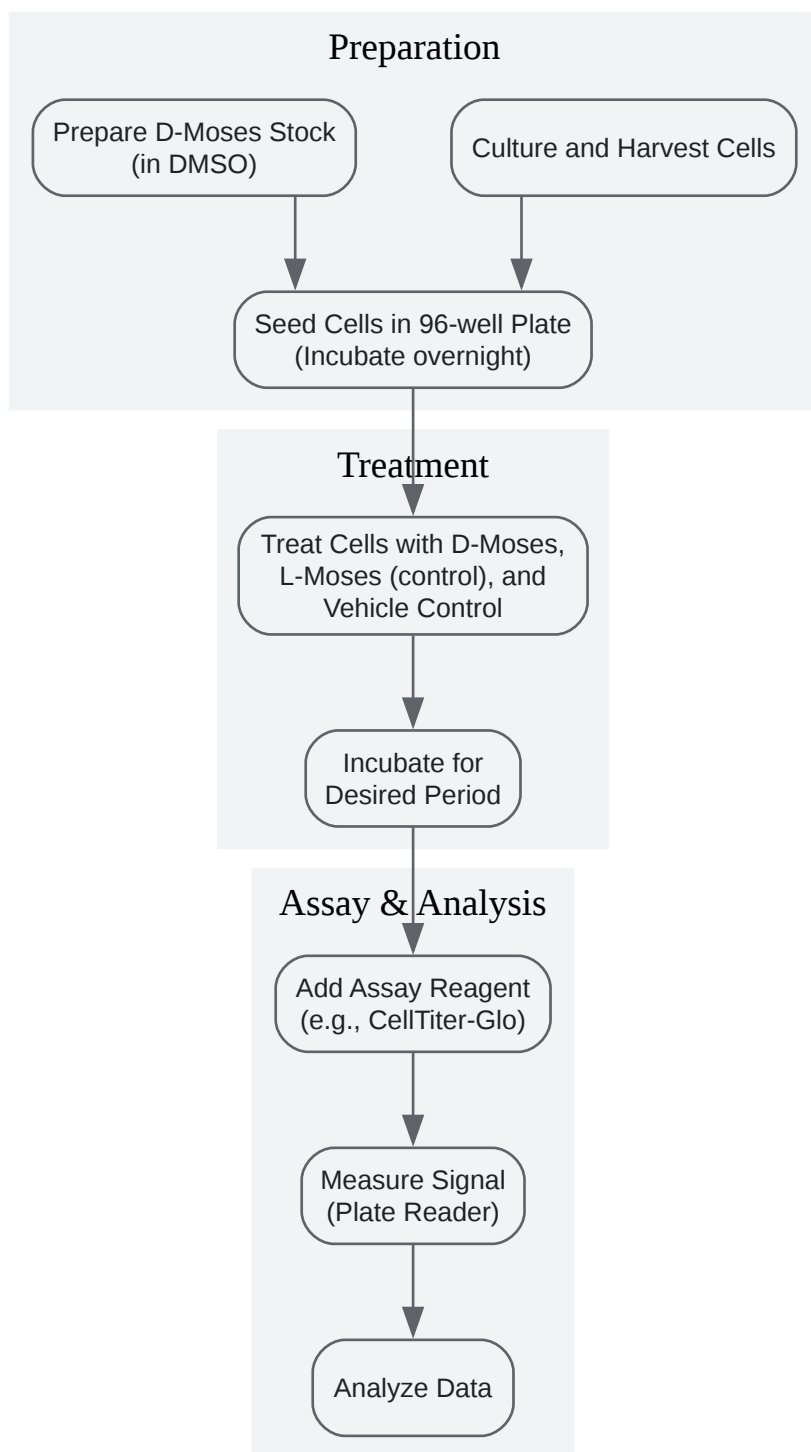 Preparation
Prepare D-Moses Stock
(in DMSO)
Culture and Harvest Cells
Seed Cells in 96-well Plate
(Incubate overnight)
Treatment
Treat Cells with D-Moses,
L-Moses (control), and
Vehicle Control
Incubate for
Desired Period
Assay & Analysis
Add Assay Reagent
(e.g., CellTiter-Glo)
Measure Signal
(Plate Reader)
Analyze Data